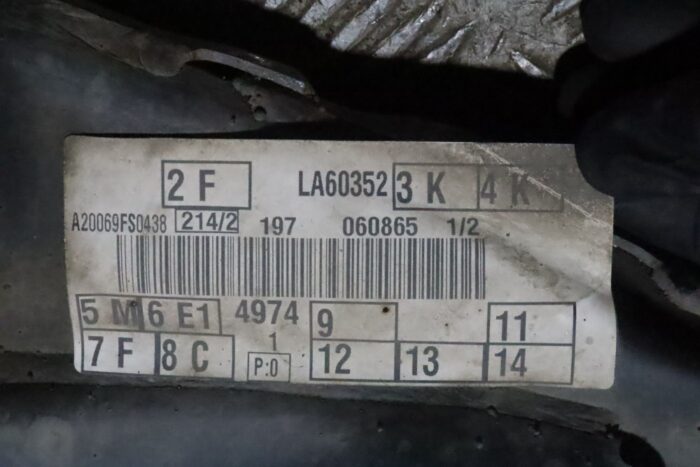 2 F LA60352 3 K 4 K
A20069FS0438 214/2 197 060865 1/2
5 M 6 E1 4974 9 11
1
7 F 8 C P:0 12 13 14